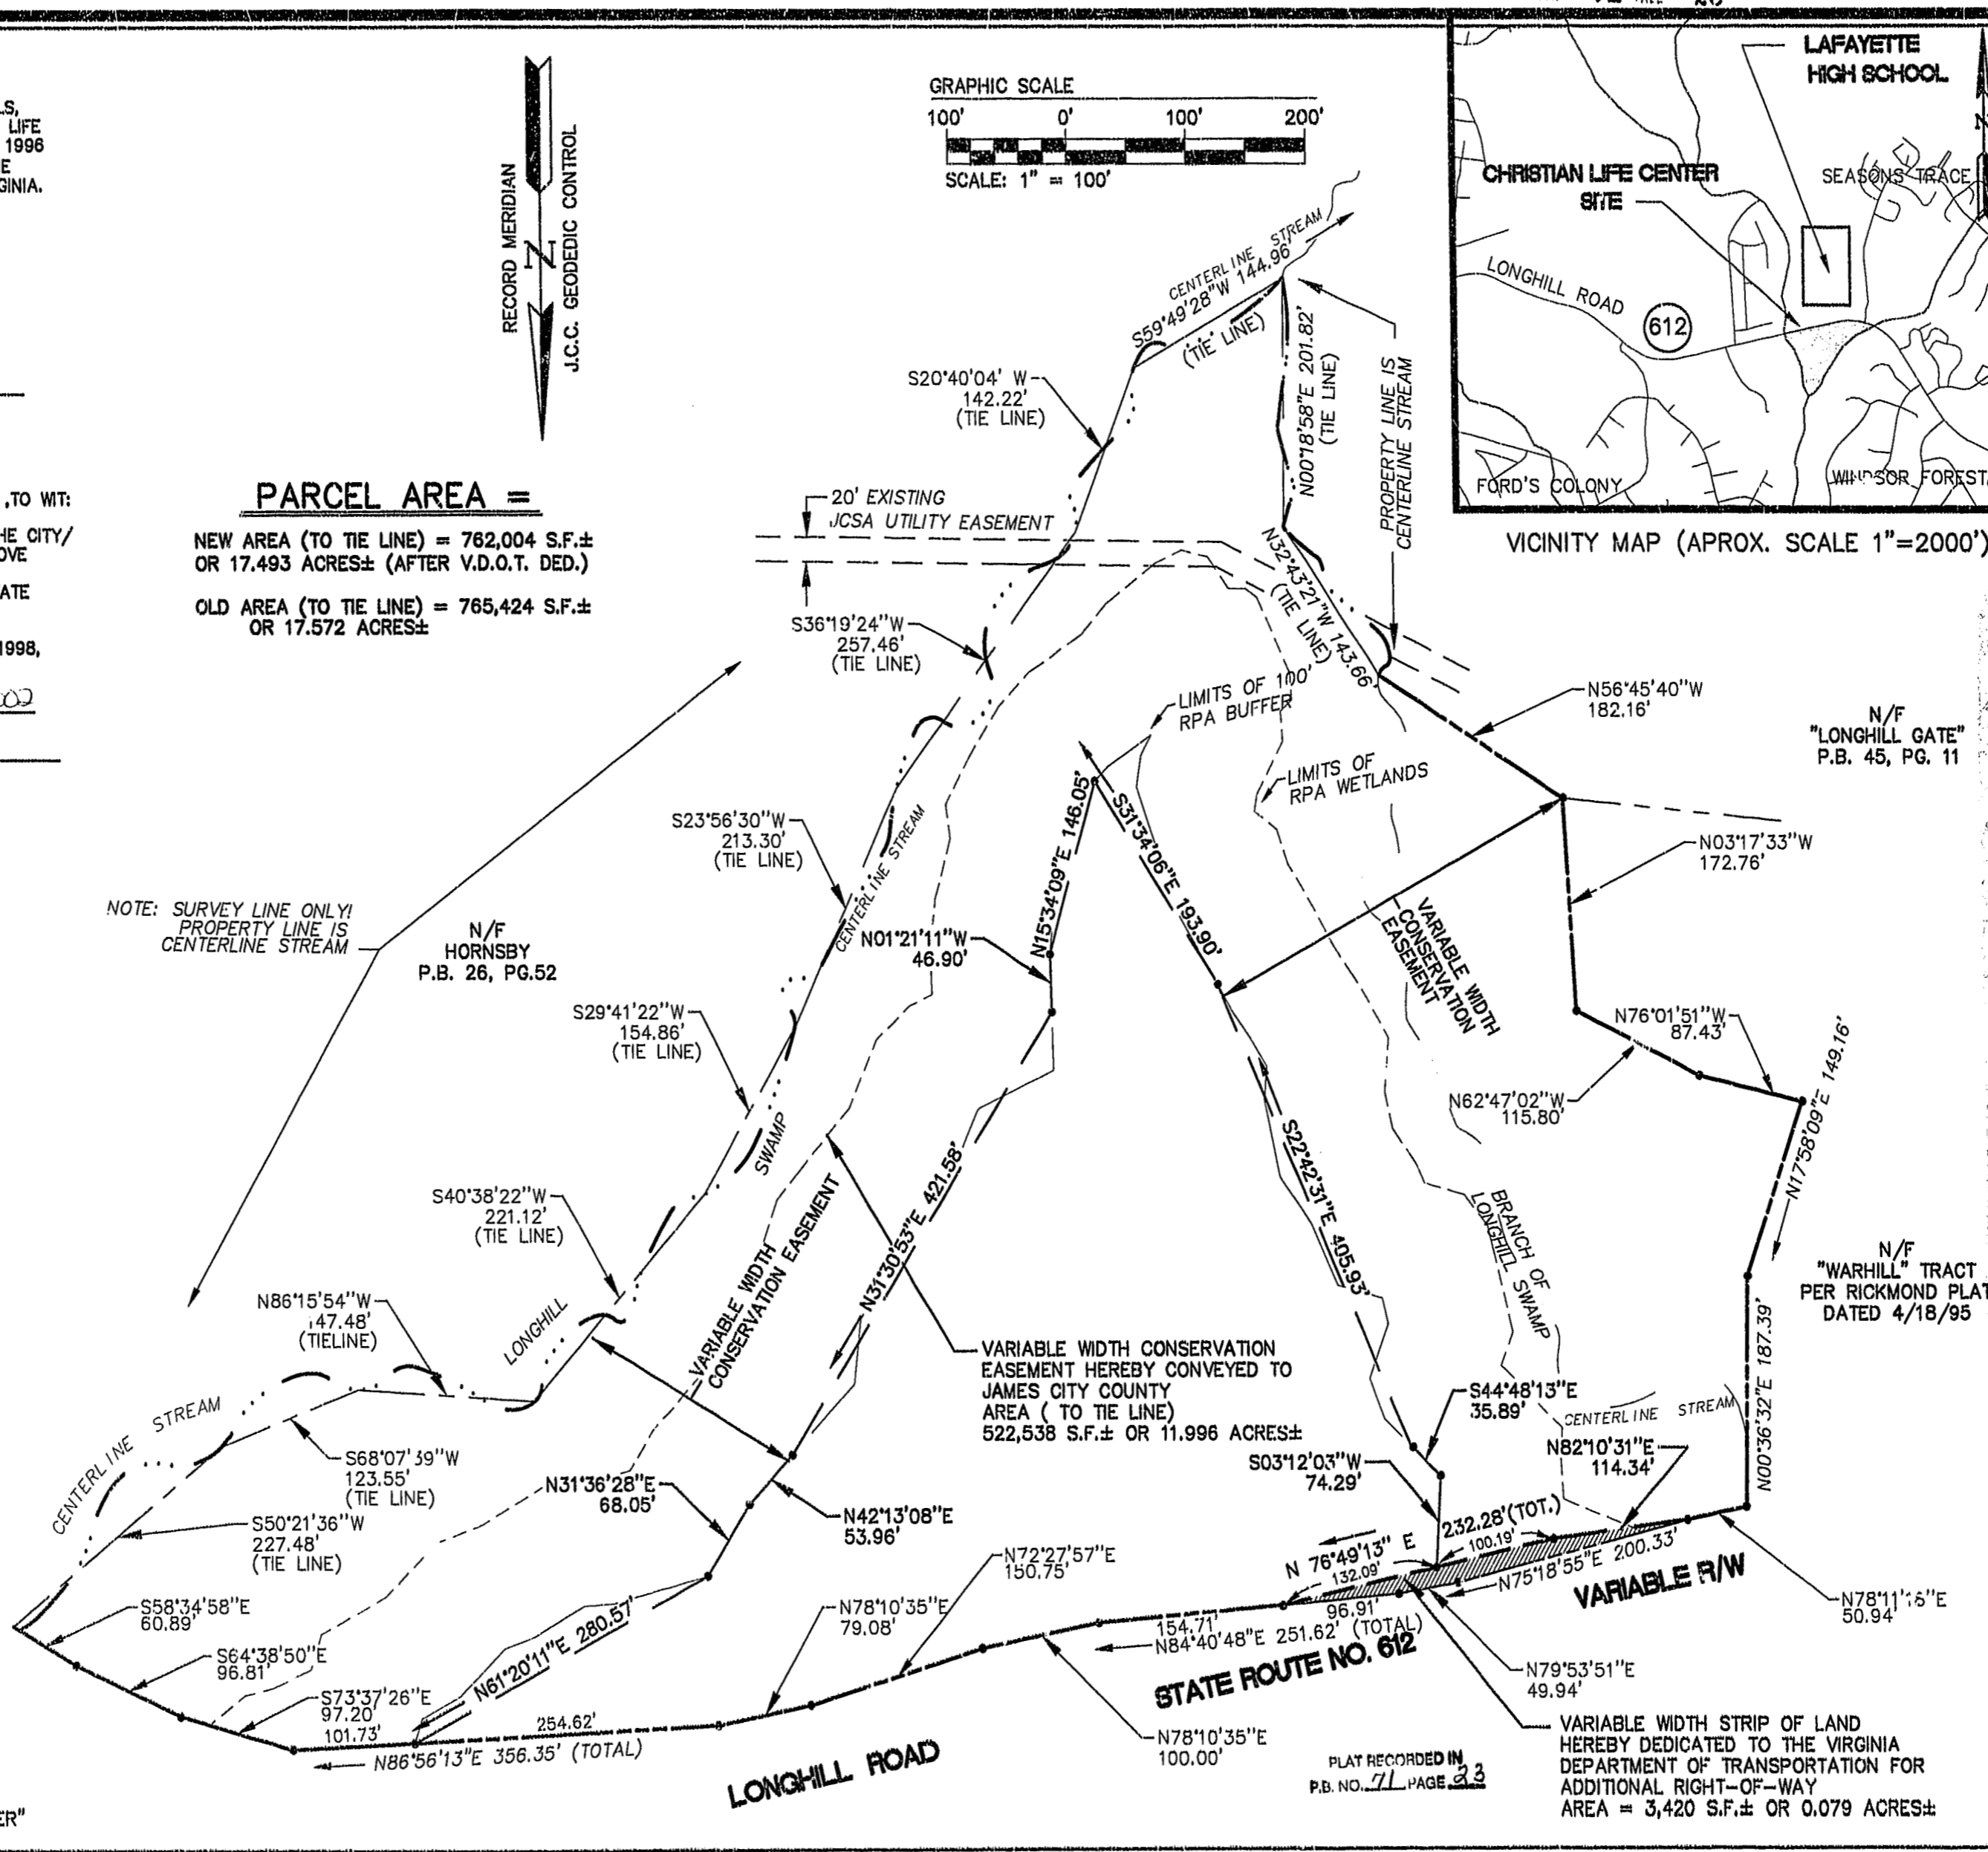 LS,
LIFE
1996
E
GINIA.
,TO WIT:
HE CITY/
OVE
ATE
1998,
ER"
RECORD MERIDIAN
N
J.C.C. GEODEDIC CONTROL
GRAPHIC SCALE
100' 0' 100' 200'
SCALE: 1" = 100'
LAFAYETTE
HIGH SCHOOL
N
CHRISTIAN LIFE CENTER
SITE
SEASONS TRACE
LONGHILL ROAD
612
FORD'S COLONY
WINDSOR FOREST
VICINITY MAP (APROX. SCALE 1"=2000')
PARCEL AREA =
NEW AREA (TO TIE LINE) = 762,004 S.F.±
OR 17.493 ACRES± (AFTER V.D.O.T. DED.)
OLD AREA (TO TIE LINE) = 765,424 S.F.±
OR 17.572 ACRES±
CENTERLINE STREAM
S59°49'28"W 144.96'
(TIE LINE)
S20°40'04' W
142.22'
(TIE LINE)
N00°18'58"E 201.82'
(TIE LINE)
PROPERTY LINE IS
CENTERLINE STREAM
20' EXISTING
JCSA UTILITY EASEMENT
N32°43'21"W 143.66'
(TIE LINE)
S36°19'24"W
257.46'
(TIE LINE)
LIMITS OF 100'
RPA BUFFER
N56°45'40"W
182.16'
N/F
"LONGHILL GATE"
P.B. 45, PG. 11
LIMITS OF
RPA WETLANDS
S23°56'30"W
213.30'
(TIE LINE)
CENTERLINE STREAM
N15°34'09"E 146.05'
S31°34'06"E 193.90'
N03°17'33"W
172.76'
NOTE: SURVEY LINE ONLY!
PROPERTY LINE IS
CENTERLINE STREAM
N/F
HORNSBY
P.B. 26, PG.52
N01°21'11"W
46.90'
VARIABLE WIDTH
CONSERVATION
EASEMENT
S29°41'22"W
154.86'
(TIE LINE)
N76°01'51"W
87.43'
N17°58'09"E 149.16'
N62°47'02"W
115.80'
SWAMP
S40°38'22"W
221.12'
(TIE LINE)
VARIABLE WIDTH
CONSERVATION EASEMENT
N31°30'53"E 421.58'
S22°42'31"E 405.93'
BRANCH OF
LONGHILL SWAMP
N/F
"WARHILL" TRACT
PER RICKMOND PLAT
DATED 4/18/95
N86°15'54"W
147.48'
(TIELINE)
LONGHILL
VARIABLE WIDTH CONSERVATION
EASEMENT HEREBY CONVEYED TO
JAMES CITY COUNTY
AREA ( TO TIE LINE)
522,538 S.F.± OR 11.996 ACRES±
N00°36'32"E 187.39'
CENTERLINE STREAM
S44°48'13"E
35.89'
CENTERLINE STREAM
N82°10'31"E
114.34'
S68°07'39"W
123.55'
(TIE LINE)
S03°12'03"W
74.29'
N31°36'28"E
68.05'
N42°13'08"E
53.96'
S50°21'36"W
227.48'
(TIE LINE)
N72°27'57"E
150.75'
N 76°49'13" E 232.28'(TOT.)
132.09'
100.19'
N75°18'55"E 200.33'
VARIABLE R/W
N78°11'16"E
50.94'
S58°34'58"E
60.89'
S64°38'50"E
96.81'
N61°20'11"E 280.57'
N78°10'35"E
79.08'
154.71'
96.91'
N84°40'48"E 251.62' (TOTAL)
STATE ROUTE NO. 612
N79°53'51"E
49.94'
S73°37'26"E
97.20'
101.73'
254.62'
N86°56'13"E 356.35' (TOTAL)
LONGHILL ROAD
N78°10'35"E
100.00'
PLAT RECORDED IN
P.B. NO. 71 PAGE 23
VARIABLE WIDTH STRIP OF LAND
HEREBY DEDICATED TO THE VIRGINIA
DEPARTMENT OF TRANSPORTATION FOR
ADDITIONAL RIGHT-OF-WAY
AREA = 3,420 S.F.± OR 0.079 ACRES±